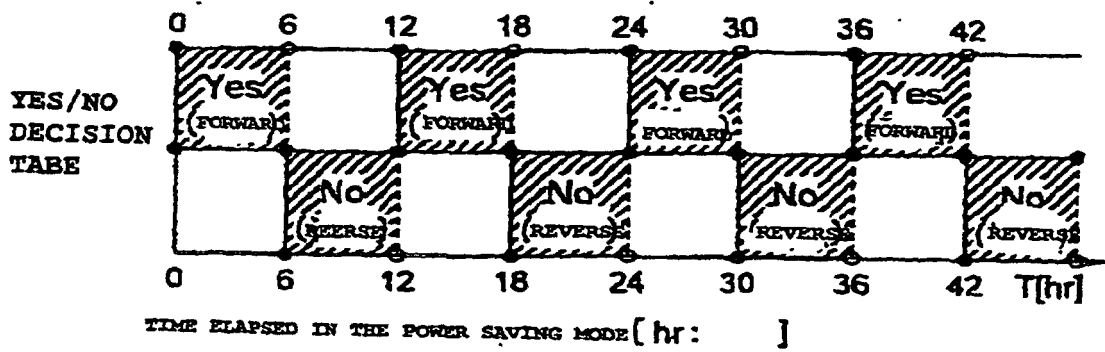 0 6 12 18 24 30 36 42
YES/NO
DECISION
TABE
Yes Yes Yes Yes
(FORWARD) (FORWARD) (FORWARD) (FORWARD)
No No No No
(REERSE) (REVERSE) (REVERSE) (REVERSE)
0 6 12 18 24 30 36 42 T[hr]
TIME ELAPSED IN THE POWER SAVING MODE [hr: ]